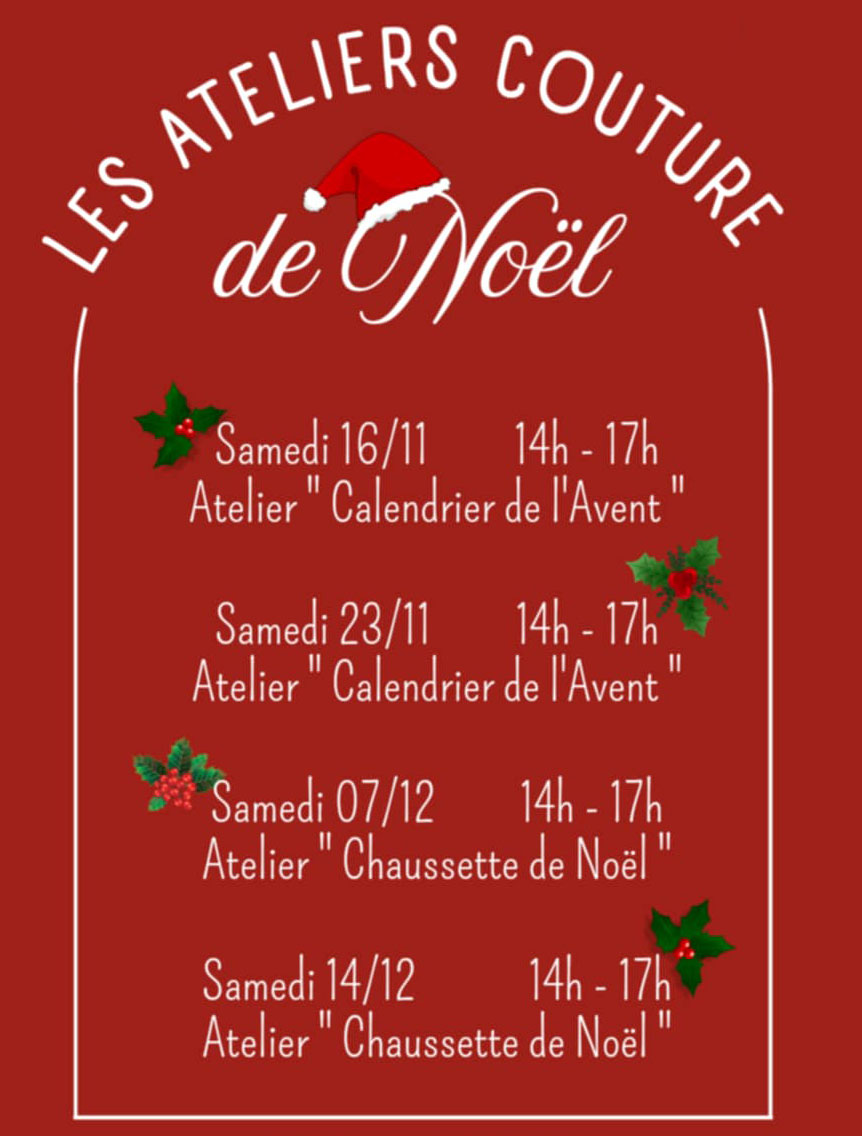 LES ATELIERS COUTURE
de Noël
Samedi 16/11 14h - 17h
Atelier " Calendrier de l'Avent "
Samedi 23/11 14h - 17h
Atelier " Calendrier de l'Avent "
Samedi 07/12 14h - 17h
Atelier " Chaussette de Noël "
Samedi 14/12 14h - 17h
Atelier " Chaussette de Noël "